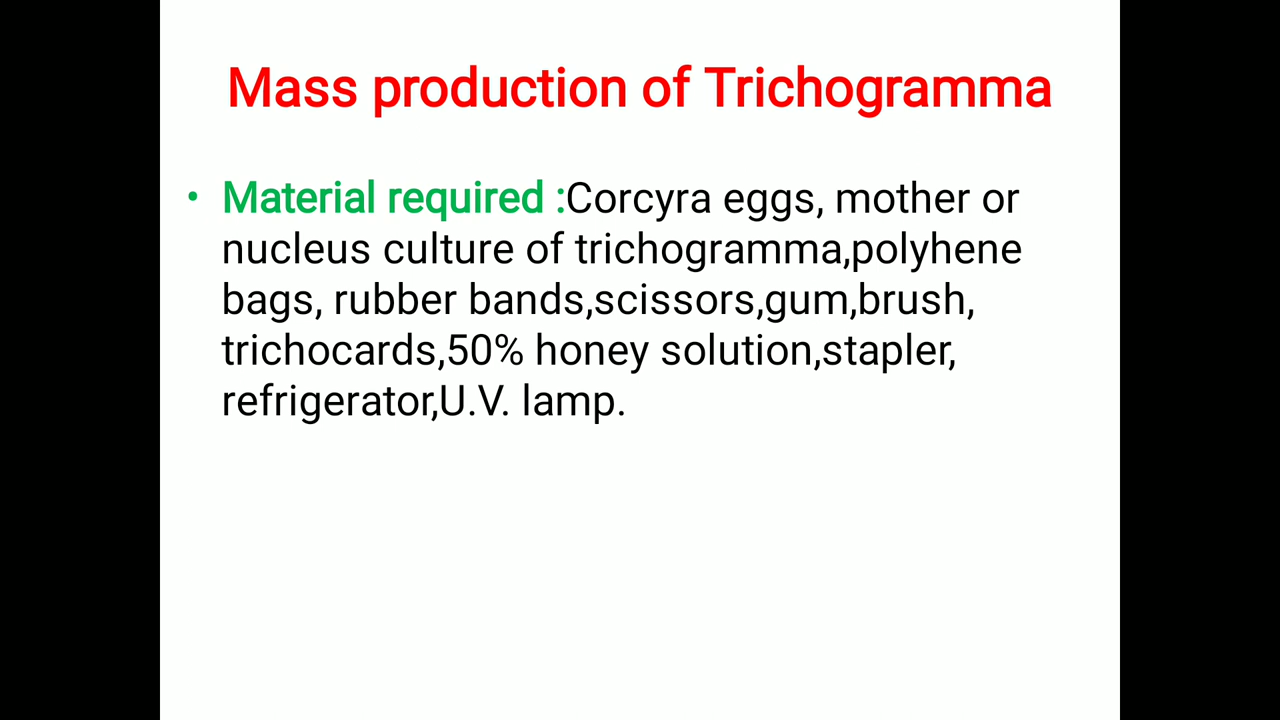 Mass production of Trichogramma
• Material required :Corcyra eggs, mother or
nucleus culture of trichogramma,polyhene
bags, rubber bands,scissors,gum,brush,
trichocards,50% honey solution,stapler,
refrigerator,U.V. lamp.